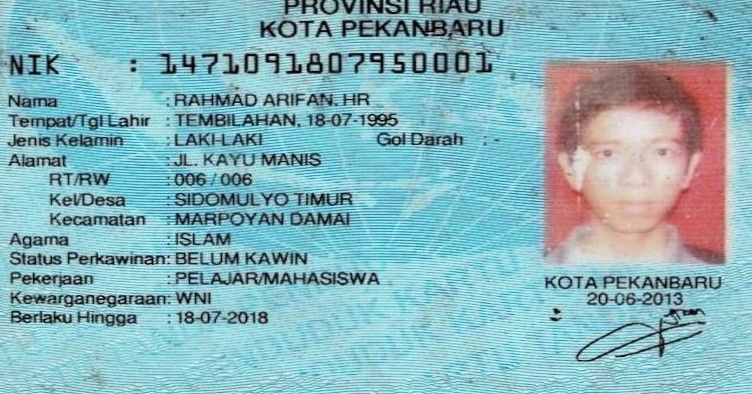 PROVINSI RIAU
KOTA PEKANBARU
NIK : 1471091807950001
Nama : RAHMAD ARIFAN. HR
Tempat/Tgl Lahir : TEMBILAHAN, 18-07-1995
Jenis Kelamin : LAKI-LAKI Gol Darah : -
Alamat : JL. KAYU MANIS
RT/RW : 006 / 006
Kel/Desa : SIDOMULYO TIMUR
Kecamatan : MARPOYAN DAMAI
Agama : ISLAM
Status Perkawinan: BELUM KAWIN
Pekerjaan : PELAJAR/MAHASISWA
Kewarganegaraan: WNI
Berlaku Hingga : 18-07-2018
KOTA PEKANBARU
20-06-2013